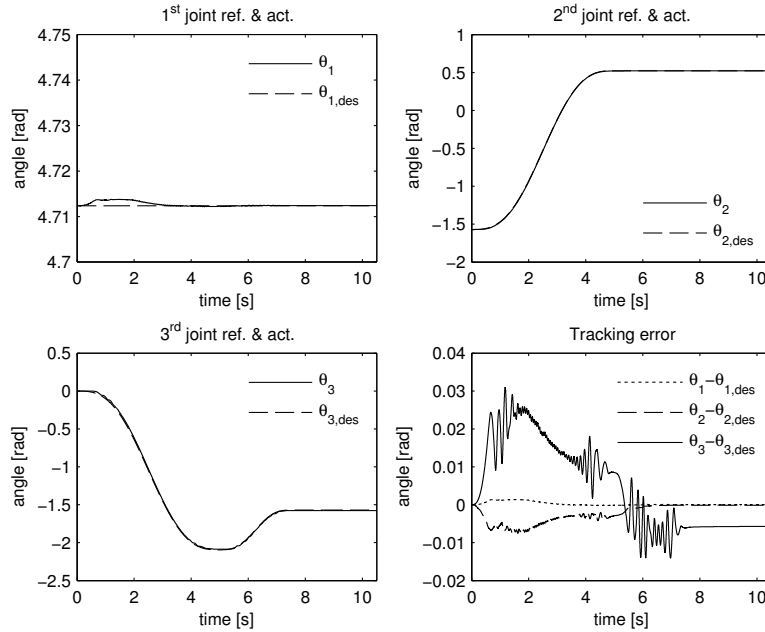 1st joint ref. & act.
4.75
4.74
4.73
4.72
4.71
4.7
angle [rad]
θ1
θ1,des
0 2 4 6 8 10
time [s]
2nd joint ref. & act.
1
0.5
0
−0.5
−1
−1.5
−2
angle [rad]
θ2
θ2,des
0 2 4 6 8 10
time [s]
3rd joint ref. & act.
0.5
0
−0.5
−1
−1.5
−2
−2.5
angle [rad]
θ3
θ3,des
0 2 4 6 8 10
time [s]
Tracking error
0.04
0.03
0.02
0.01
0
−0.01
−0.02
angle [rad]
θ1−θ1,des
θ2−θ2,des
θ3−θ3,des
0 2 4 6 8 10
time [s]